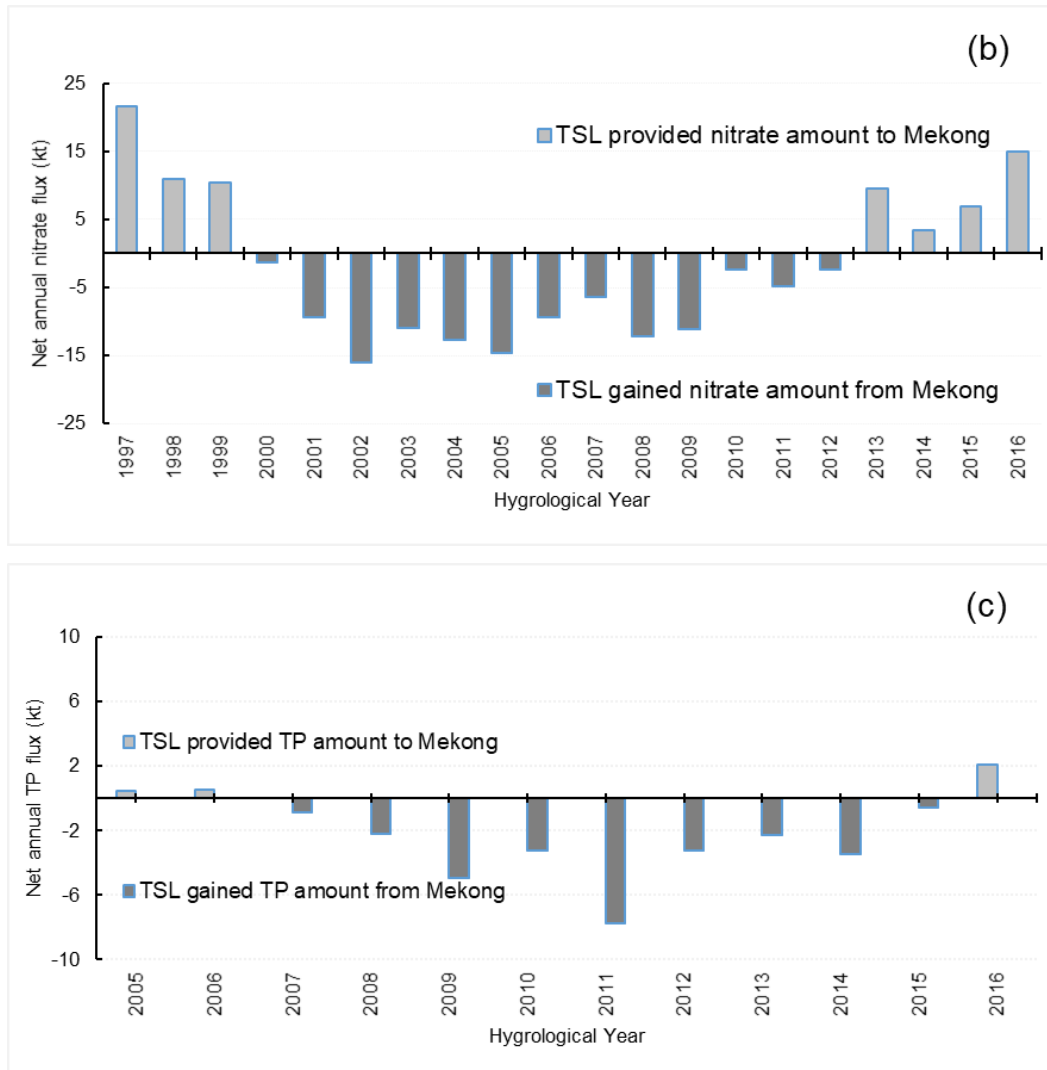 (b)
Net annual nitrate flux (kt)
25
15
5
-5
-15
-25
TSL provided nitrate amount to Mekong
TSL gained nitrate amount from Mekong
1997 1998 1999 2000 2001 2002 2003 2004 2005 2006 2007 2008 2009 2010 2011 2012 2013 2014 2015 2016
Hygrological Year
(c)
Net annual TP flux (kt)
10
6
2
-2
-6
-10
TSL provided TP amount to Mekong
TSL gained TP amount from Mekong
2005 2006 2007 2008 2009 2010 2011 2012 2013 2014 2015 2016
Hygrological Year